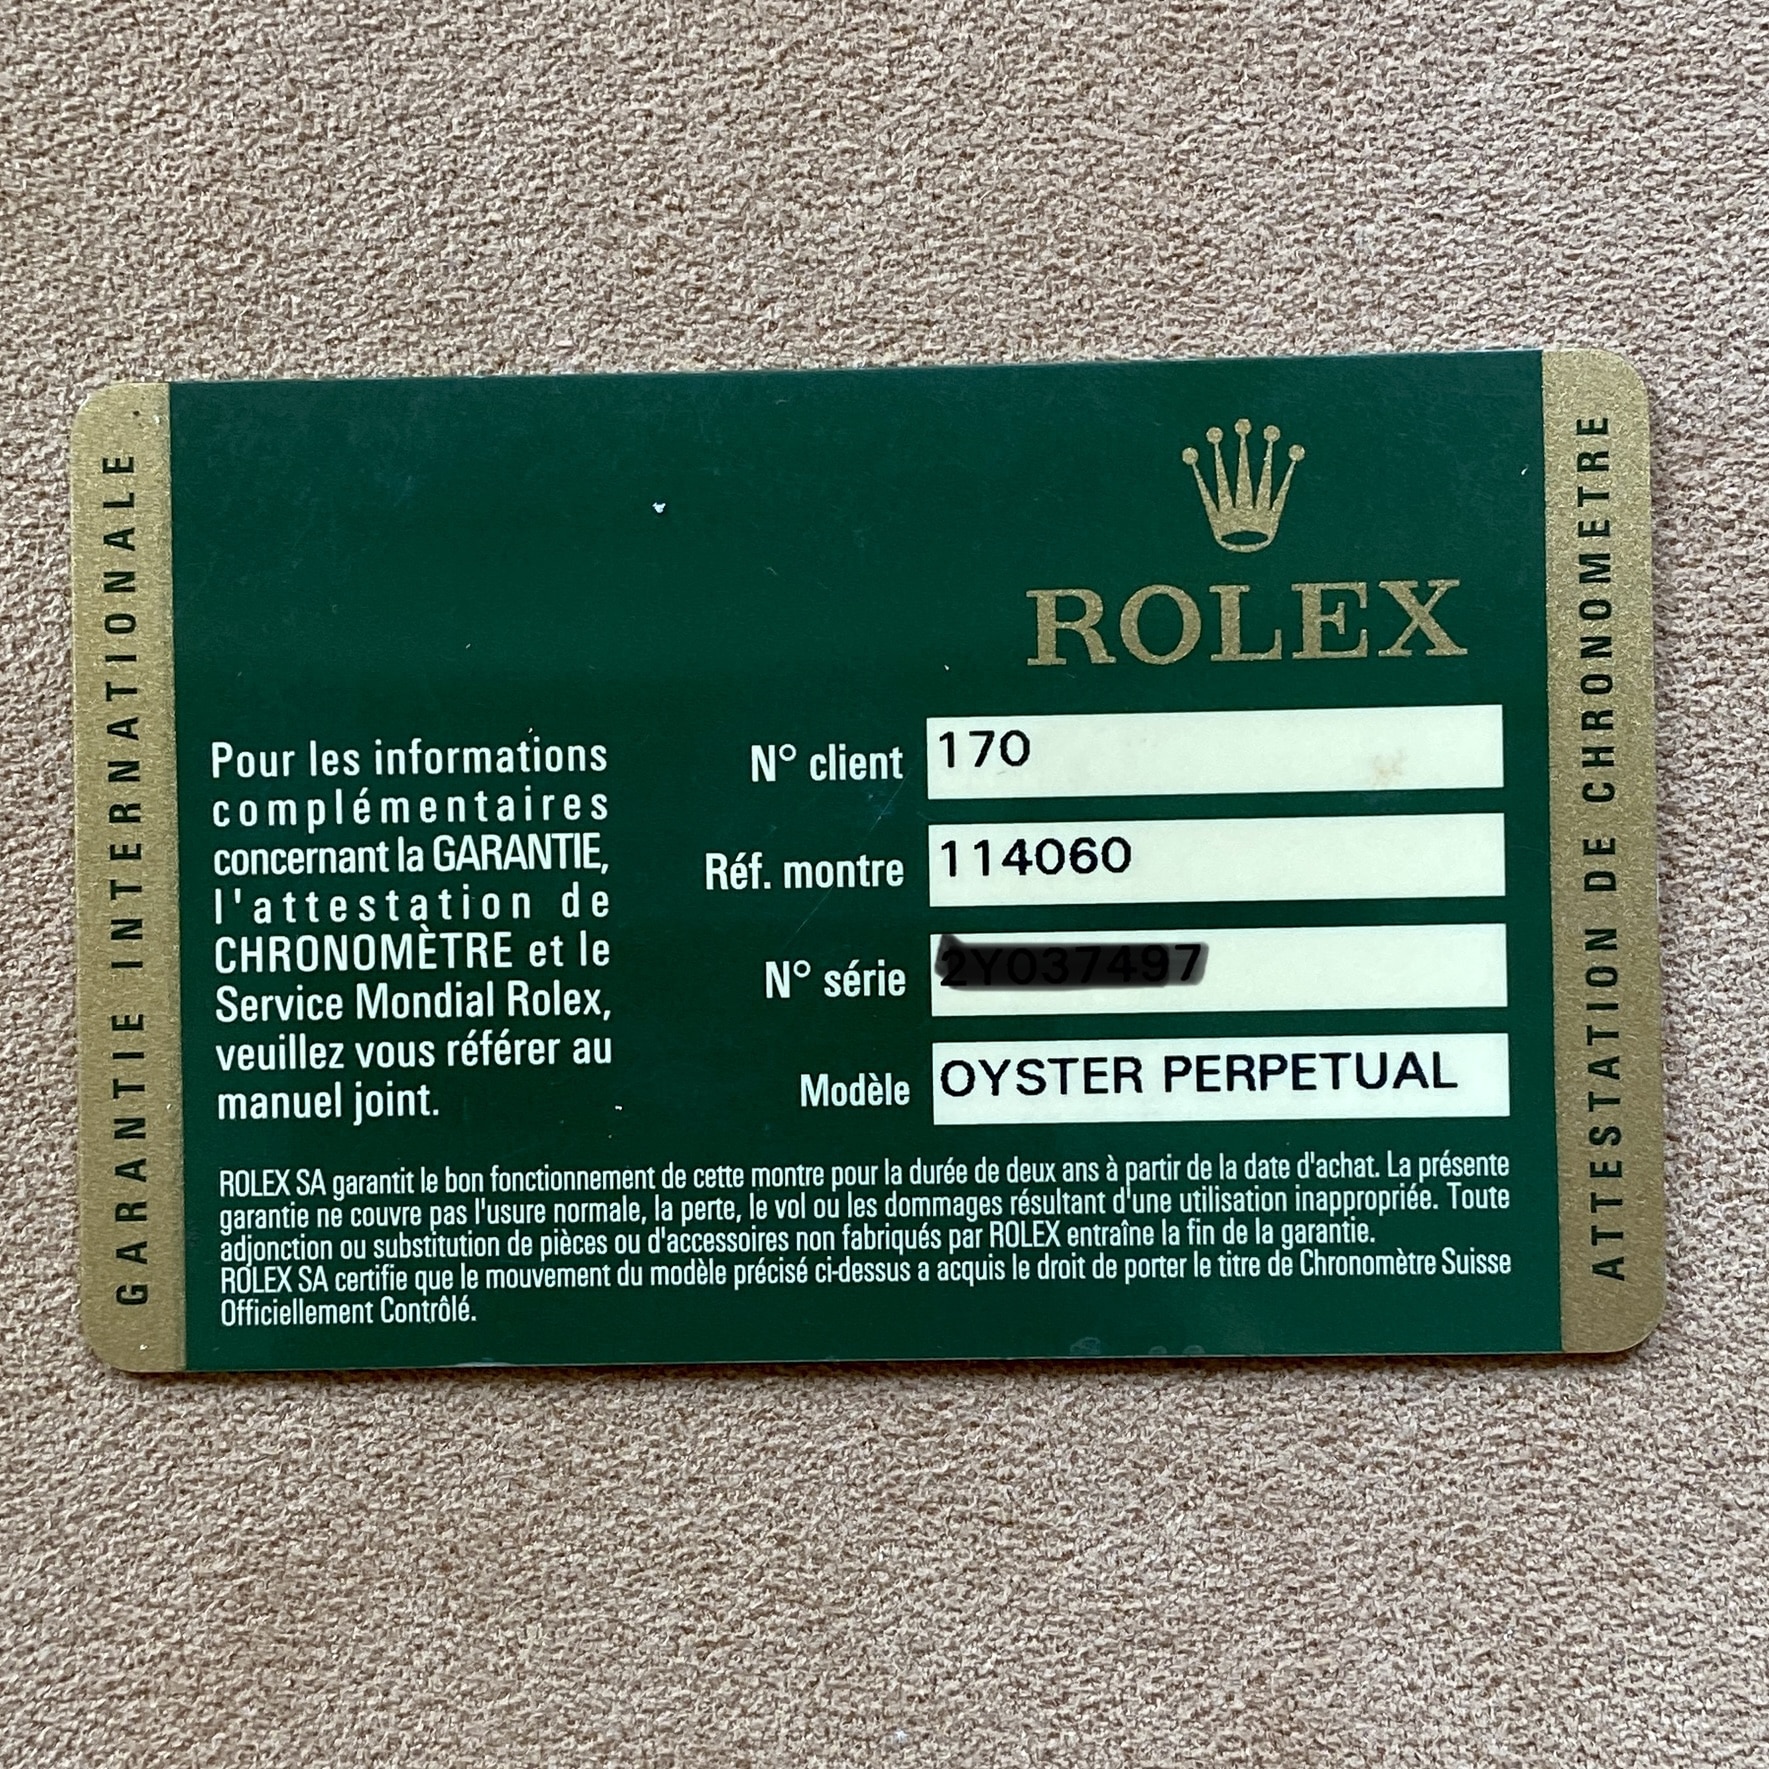 GARANTIE INTERNATIONALE
ROLEX
Pour les informations
complémentaires
concernant la GARANTIE,
l'attestation de
CHRONOMÈTRE et le
Service Mondial Rolex,
veuillez vous référer au
manuel joint.
N° client 170
Réf. montre 114060
N° série
Modèle OYSTER PERPETUAL
ROLEX SA garantit le bon fonctionnement de cette montre pour la durée de deux ans à partir de la date d'achat. La présente
garantie ne couvre pas l'usure normale, la perte, le vol ou les dommages résultant d'une utilisation inappropriée. Toute
adjonction ou substitution de pièces ou d'accessoires non fabriqués par ROLEX entraîne la fin de la garantie.
ROLEX SA certifie que le mouvement du modèle précisé ci-dessus a acquis le droit de porter le titre de Chronomètre Suisse
Officiellement Contrôlé.
ATTESTATION DE CHRONOMETRE